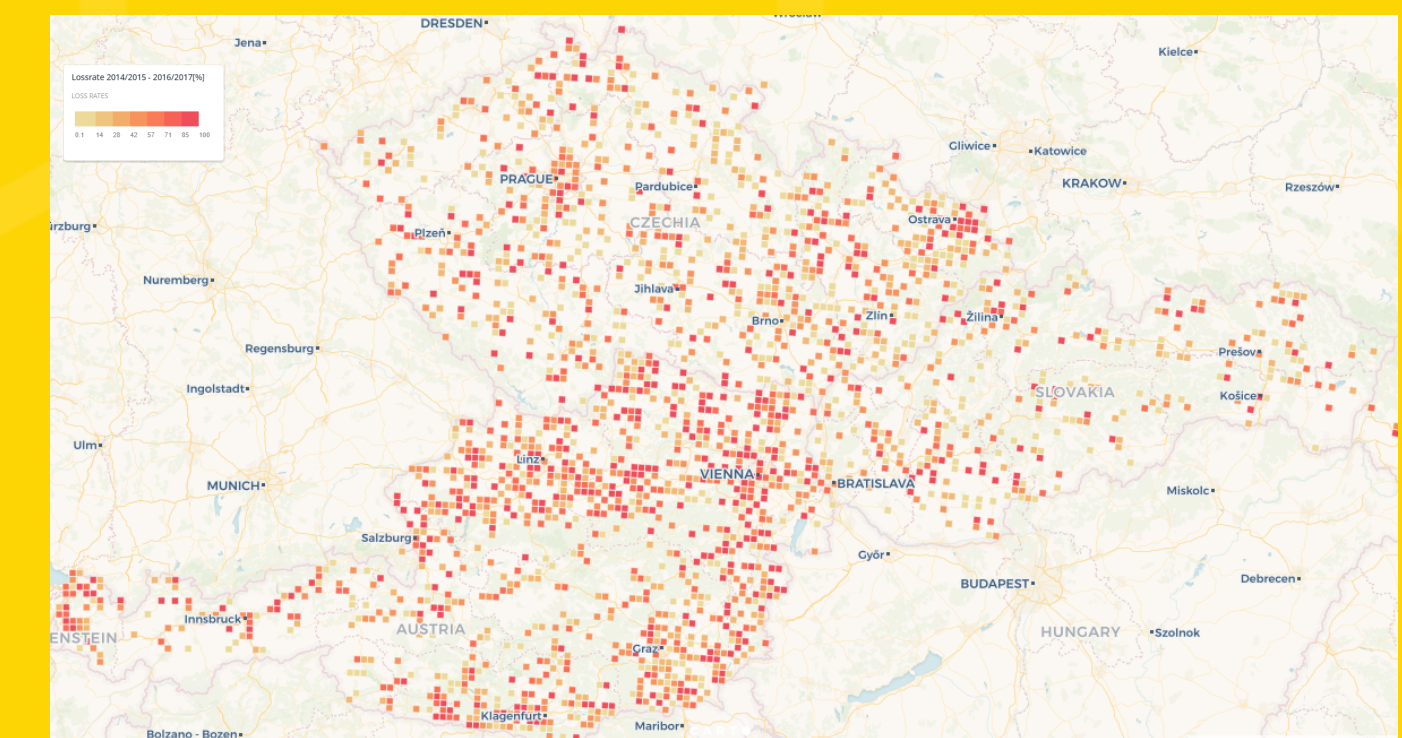 Wrocław
DRESDEN
Jena
Kielce
Lossrate 2014/2015 - 2016/2017[%]
LOSS RATES
0.1 14 28 42 57 71 85 100
Gliwice
Katowice
PRAGUE
Pardubice
KRAKOW
Rzeszów
CZECHIA
Ostrava
ürzburg
Plzeň
Nuremberg
Jihlava
Brno
Zlín
Žilina
Regensburg
Prešov
Ingolstadt
SLOVAKIA
Košice
Ulm
Linz
VIENNA
BRATISLAVA
MUNICH
Miskolc
Salzburg
Győr
BUDAPEST
Debrecen
Innsbruck
AUSTRIA
HUNGARY
Szolnok
ENSTEIN
Graz
Klagenfurt
Maribor
CARTO
Bolzano - Bozen